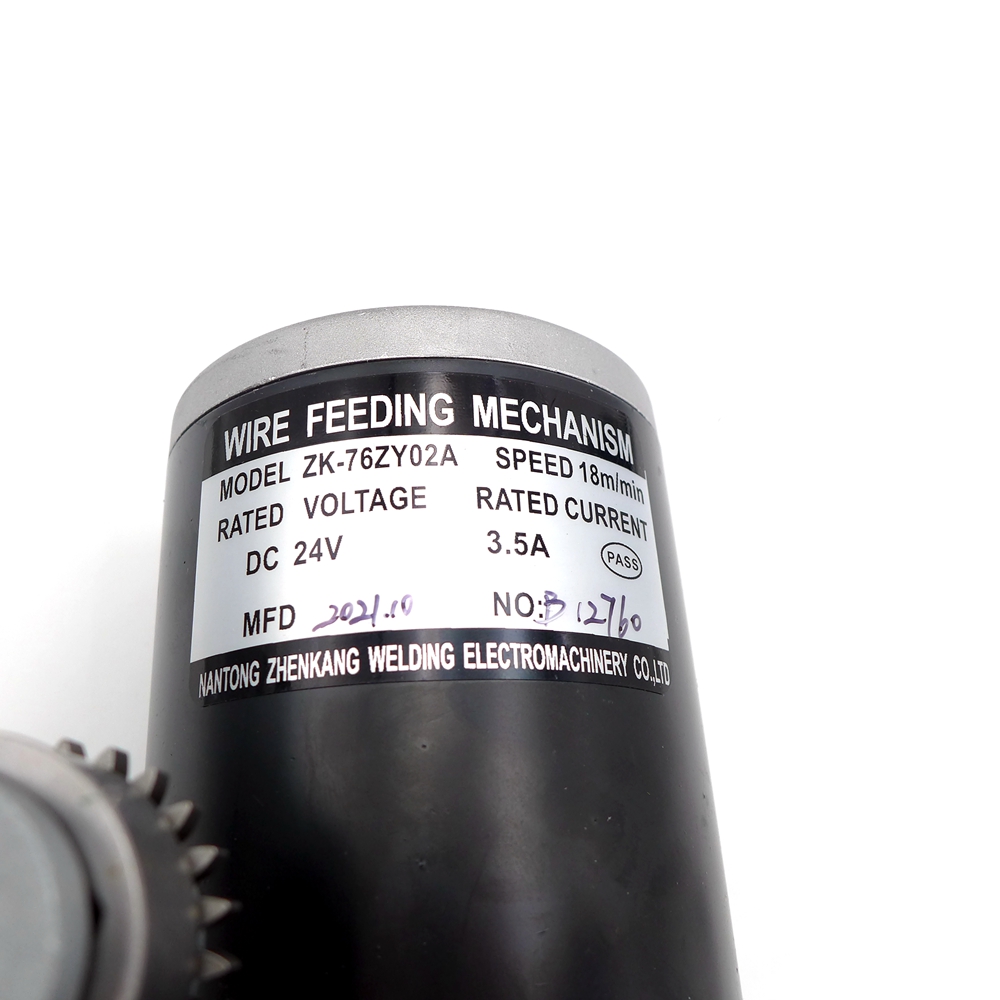 WIRE FEEDING MECHANISM
MODEL ZK-76ZY02A SPEED 18m/min
RATED VOLTAGE RATED CURRENT
DC 24V 3.5A PASS
MFD 2021.10 NO:B12760
NANTONG ZHENKANG WELDING ELECTROMACHINERY CO.,LTD